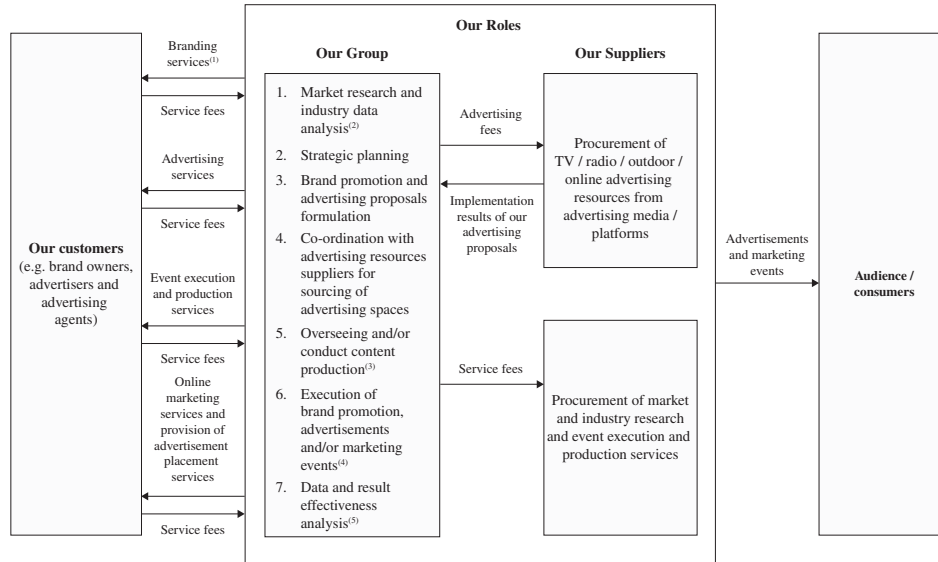 Our Roles
Our Group
Our Suppliers
Our customers
(e.g. brand owners,
advertisers and
advertising
agents)
Branding
services(1)
Service fees
Advertising
services
Service fees
Event execution
and production
services
Service fees
Online
marketing
services and
provision of
advertisement
placement
services
Service fees
1. Market research and
industry data
analysis(2)
2. Strategic planning
3. Brand promotion and
advertising proposals
formulation
4. Co-ordination with
advertising resources
suppliers for
sourcing of
advertising spaces
5. Overseeing and/or
conduct content
production(3)
6. Execution of
brand promotion,
advertisements
and/or marketing
events(4)
7. Data and result
effectiveness
analysis(5)
Advertising
fees
Implementation
results of our
advertising
proposals
Service fees
Procurement of
TV / radio / outdoor /
online advertising
resources from
advertising media /
platforms
Procurement of market
and industry research
and event execution and
production services
Advertisements
and marketing
events
Audience /
consumers